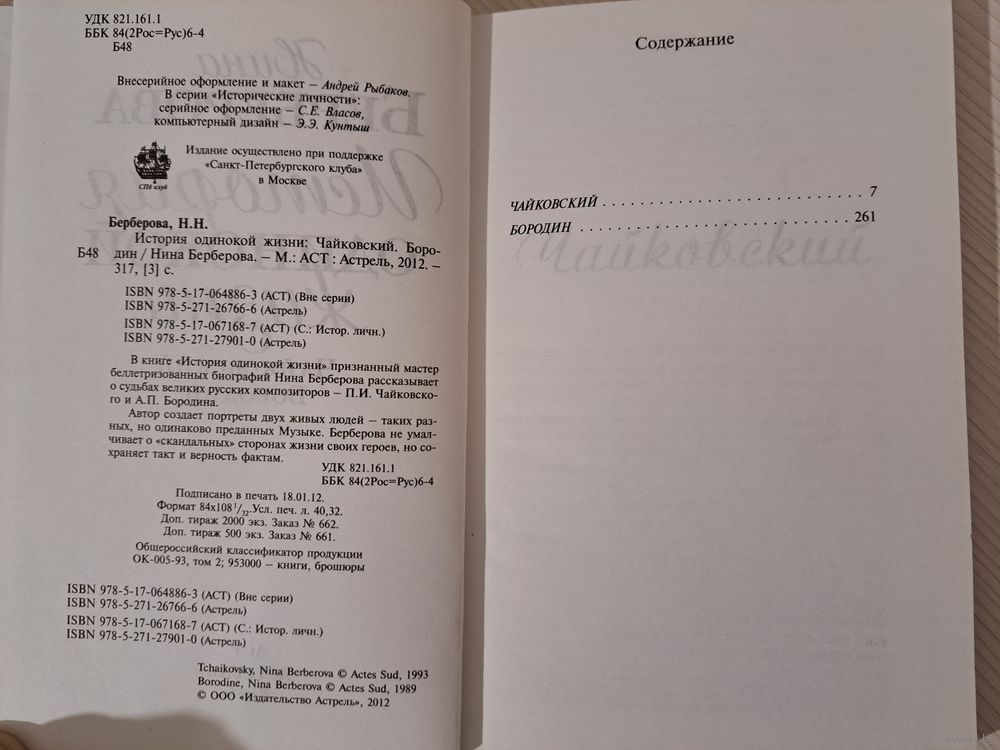 УДК 821.161.1
ББК 84(2Рос=Рус)6-4
Б48
Внесерийное оформление и макет – Андрей Рыбаков.
В серии «Исторические личности»:
серийное оформление – С.Е. Власов,
компьютерный дизайн – Э.Э. Кунтыш
Издание осуществлено при поддержке
«Санкт-Петербургского клуба»
в Москве
СПб клуб
Берберова, Н.Н.
Б48 История одинокой жизни: Чайковский. Боро-
дин / Нина Берберова. – М.: АСТ : Астрель, 2012. –
317, [3] с.
ISBN 978-5-17-064886-3 (АСТ) (Вне серии)
ISBN 978-5-271-26766-6 (Астрель)
ISBN 978-5-17-067168-7 (АСТ) (С.: Истор. личн.)
ISBN 978-5-271-27901-0 (Астрель)
В книге «История одинокой жизни» признанный мастер
беллетризованных биографий Нина Берберова рассказывает
о судьбах великих русских композиторов – П.И. Чайковско-
го и А.П. Бородина.
Автор создает портреты двух живых людей – таких раз-
ных, но одинаково преданных Музыке. Берберова не умал-
чивает о «скандальных» сторонах жизни своих героев, но со-
храняет такт и верность фактам.
УДК 821.161.1
ББК 84(2Рос=Рус)6-4
Подписано в печать 18.01.12.
Формат 84х108 1/32.Усл. печ. л. 40,32.
Доп. тираж 2000 экз. Заказ № 662.
Доп. тираж 500 экз. Заказ № 661.
Общероссийский классификатор продукции
ОК-005-93, том 2; 953000 – книги, брошюры
ISBN 978-5-17-064886-3 (АСТ) (Вне серии)
ISBN 978-5-271-26766-6 (Астрель)
ISBN 978-5-17-067168-7 (АСТ) (С.: Истор. личн.)
ISBN 978-5-271-27901-0 (Астрель)
Tchaikovsky, Nina Berberova © Actes Sud, 1993
Borodine, Nina Berberova © Actes Sud, 1989
© ООО «Издательство Астрель», 2012
Содержание
ЧАЙКОВСКИЙ . . . . . . . . . . . . . . . . . . . . . . . . 7
БОРОДИН . . . . . . . . . . . . . . . . . . . . . . . . . 261
Чайковский